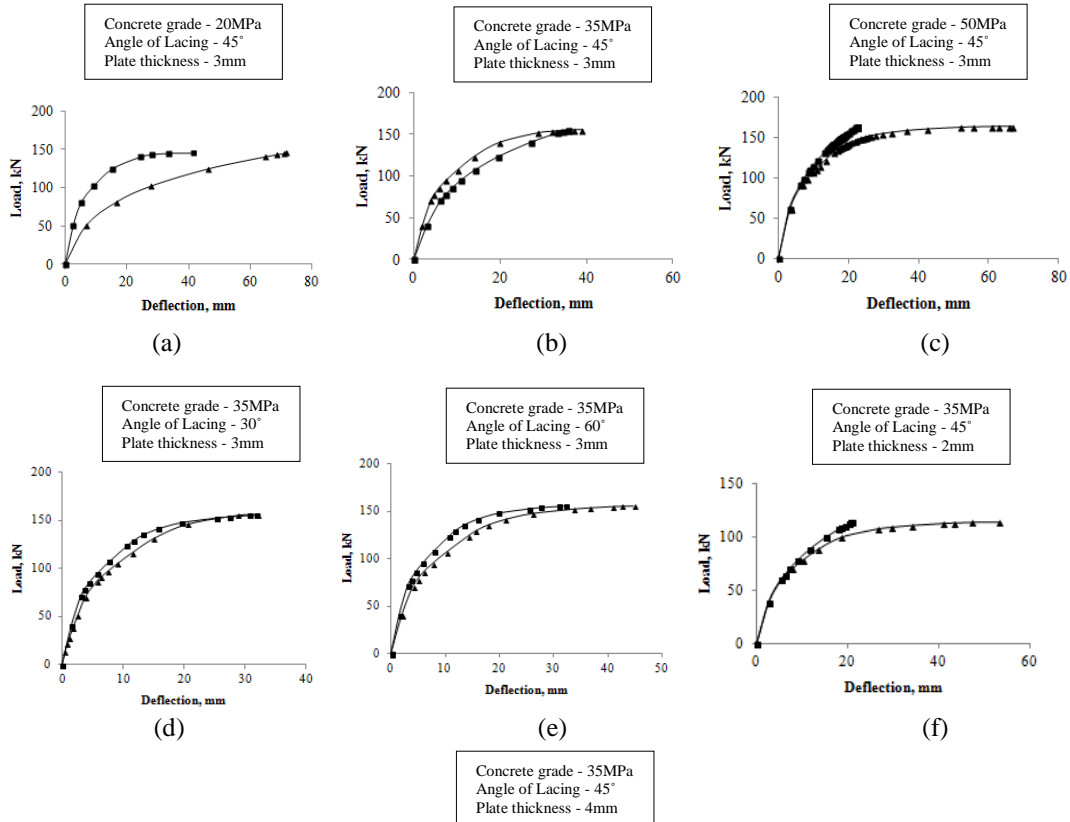 Concrete grade - 20MPa
Angle of Lacing - 45˚
Plate thickness - 3mm
200
150
100
50
0
Load, kN
0 20 40 60 80
Deflection, mm
(a)
Concrete grade - 35MPa
Angle of Lacing - 45˚
Plate thickness - 3mm
200
150
100
50
0
Load, kN
0 20 40 60
Deflection, mm
(b)
Concrete grade - 50MPa
Angle of Lacing - 45˚
Plate thickness - 3mm
200
150
100
50
0
Load, kN
0 20 40 60 80
Deflection, mm
(c)
Concrete grade - 35MPa
Angle of Lacing - 30˚
Plate thickness - 3mm
200
150
100
50
0
Load, kN
0 10 20 30 40
Deflection, mm
(d)
Concrete grade - 35MPa
Angle of Lacing - 60˚
Plate thickness - 3mm
200
150
100
50
0
Load, kN
0 10 20 30 40 50
Deflection, mm
(e)
Concrete grade - 35MPa
Angle of Lacing - 45˚
Plate thickness - 2mm
150
100
50
0
Load, kN
0 20 40 60
Deflection, mm
(f)
Concrete grade - 35MPa
Angle of Lacing - 45˚
Plate thickness - 4mm